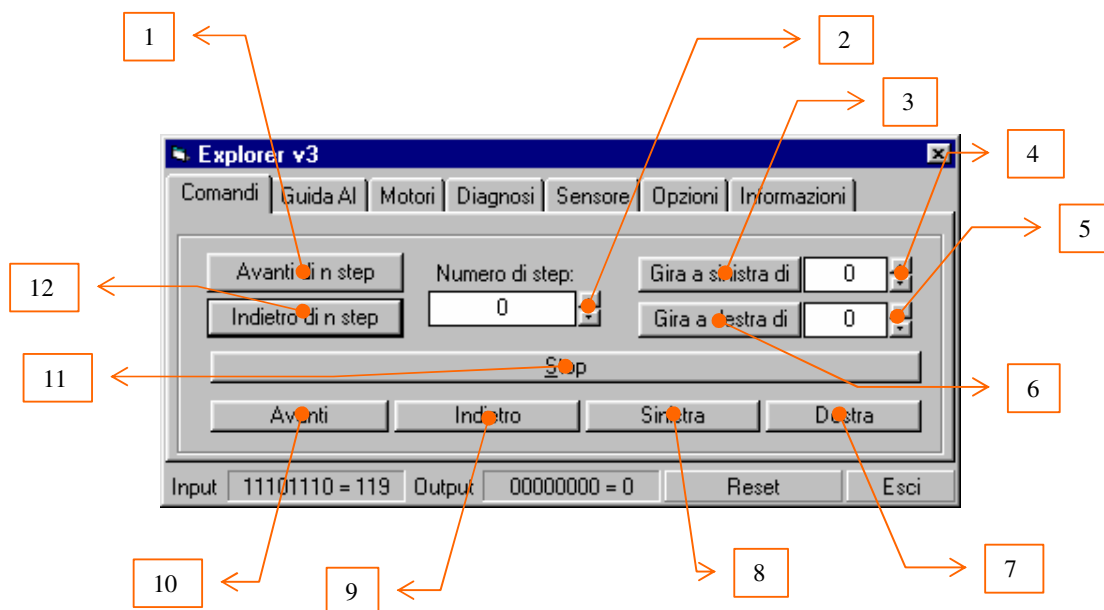 1
2
3
Explorer v3
4
Comandi Guida AI Motori Diagnosi Sensore Opzioni Informazioni
5
Avanti di n step Numero di step: Gira a sinistra di 0
12
Indietro di n step 0 Gira a destra di 0
11
Stop
6
Avanti Indietro Sinistra Destra
Input 11101110 = 119 Output 00000000 = 0 Reset Esci
10
9
8
7